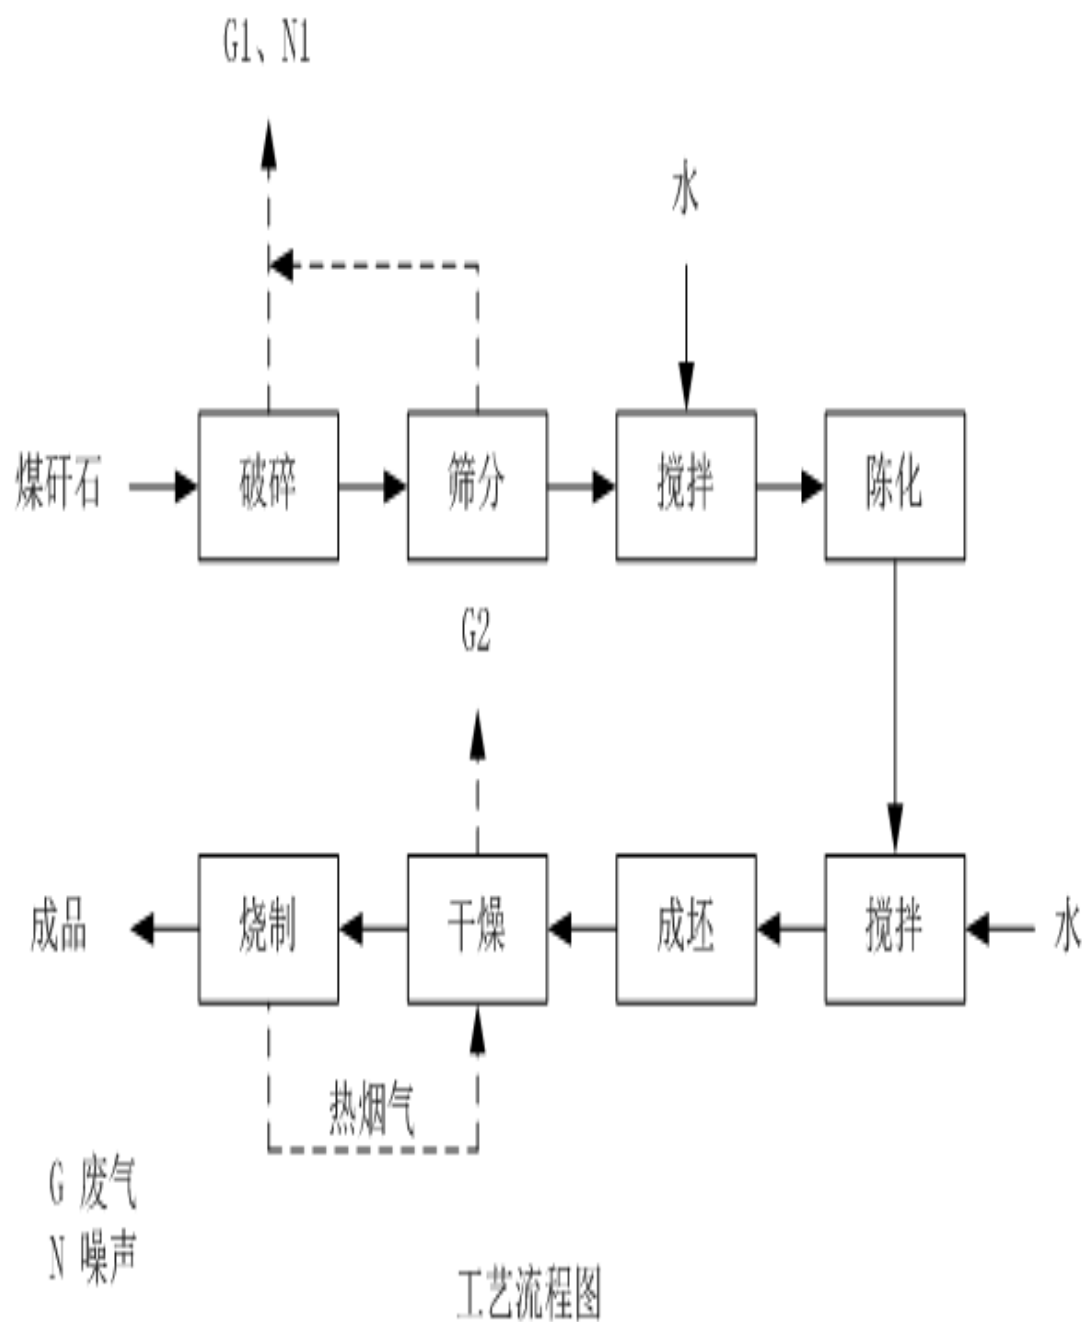 G1、N1
水
煤矸石
破碎
筛分
搅拌
陈化
G2
成品
烧制
干燥
成坯
搅拌
水
热烟气
G 废气
N 噪声
工艺流程图